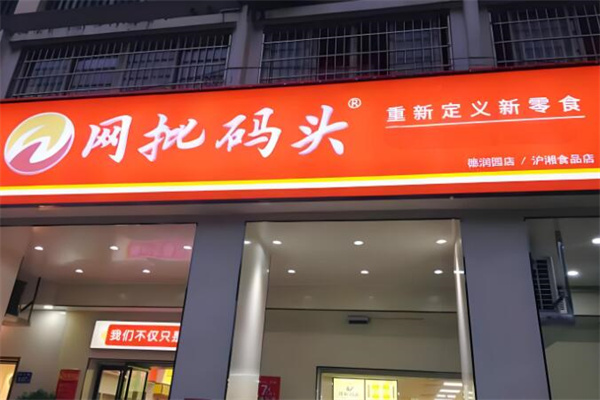 网批码头®
重新定义新零食
德润园店 / 沪湘食品店
我们不仅只是